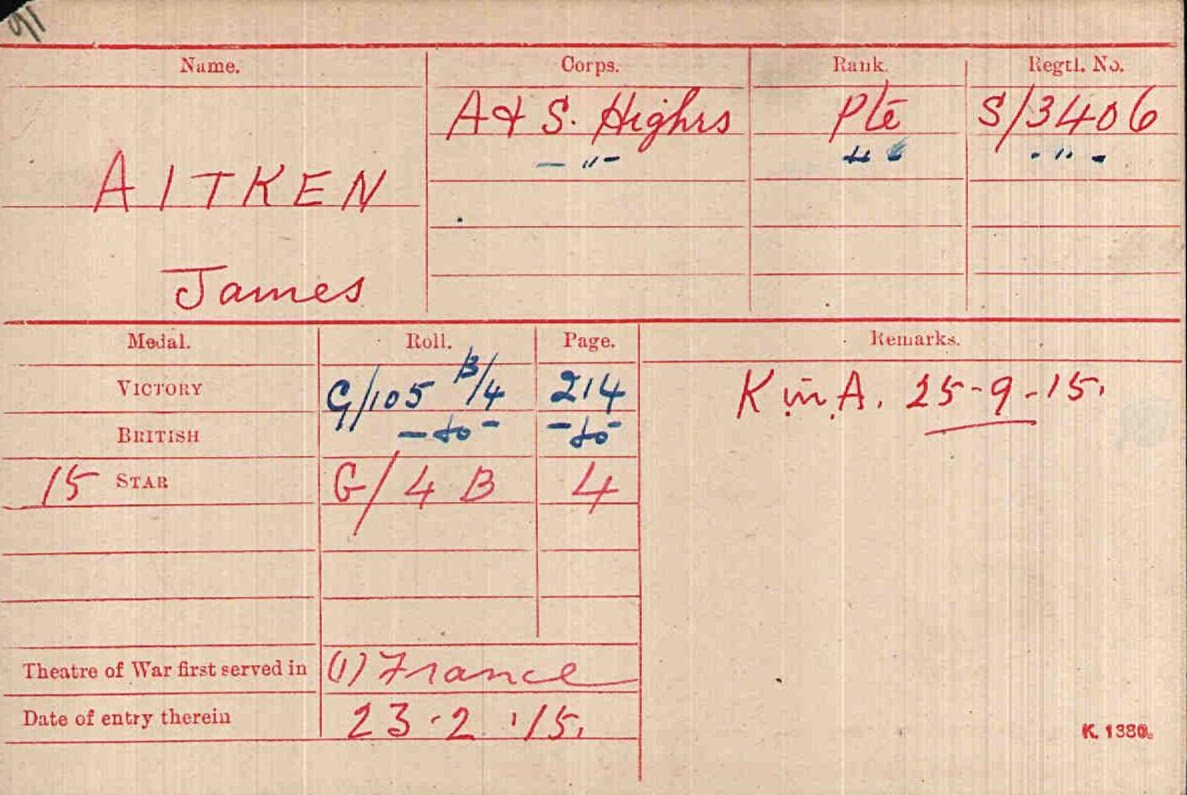 91
Name. Corps. Rank. Regtl. No.
A & S. Highrs Pte S/3406
— " — " " - " -
AITKEN
James
Medal. Roll. Page. Remarks.
VICTORY G/105 B/4 214 K in A. 25-9-15.
BRITISH - do - - do -
15 STAR G/4 B 4
Theatre of War first served in (1) France
Date of entry therein 23.2.15.
K. 1380.